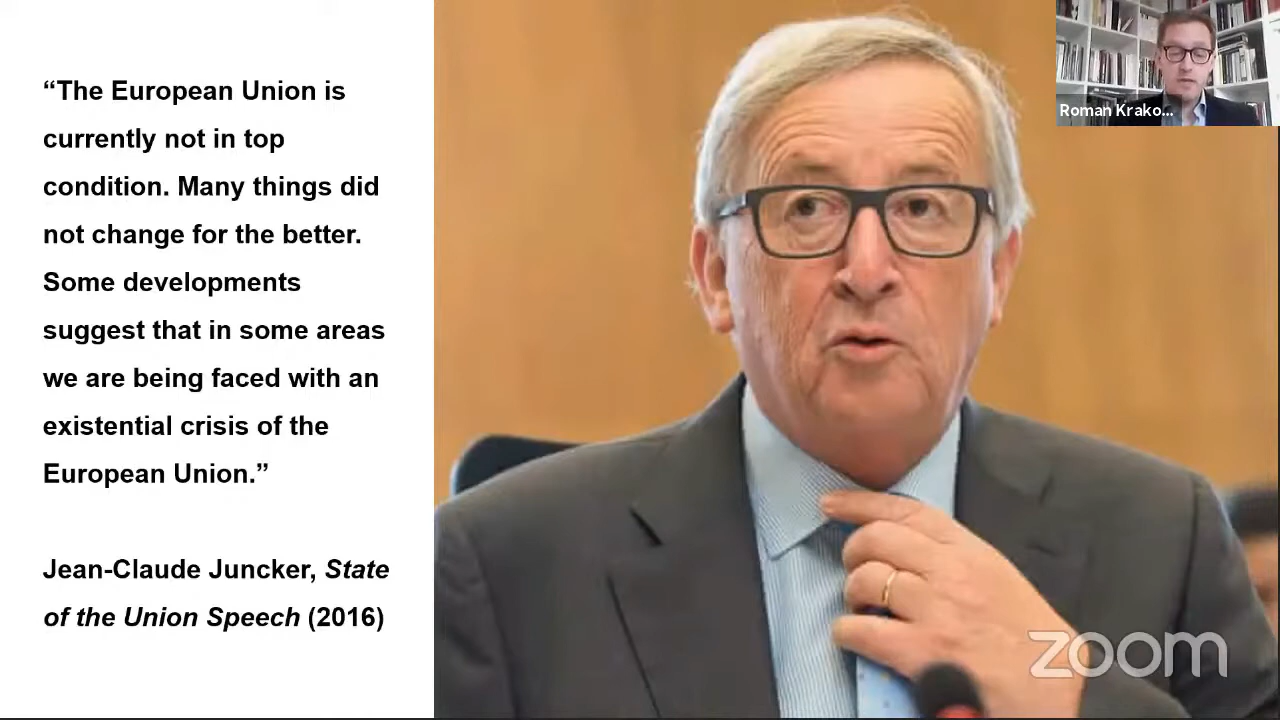 “The European Union is
currently not in top
condition. Many things did
not change for the better.
Some developments
suggest that in some areas
we are being faced with an
existential crisis of the
European Union.”
Jean-Claude Juncker, State
of the Union Speech (2016)
Roman Krako...
zoom